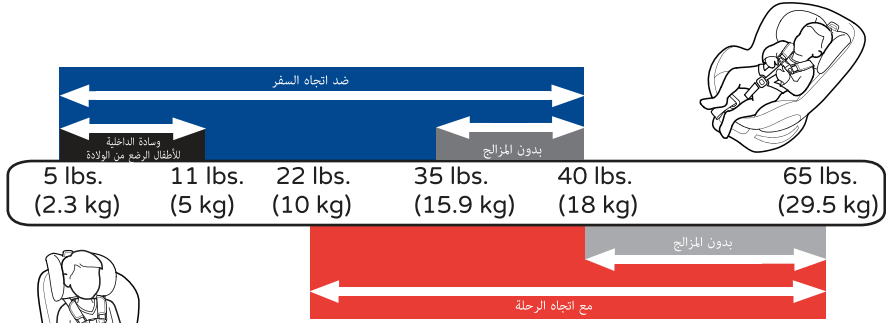 ضد اتجاه السفر
وسادة الداخلية
للأطفال الرضع من الولادة
بدون المزالج
5 lbs. 11 lbs. 22 lbs. 35 lbs. 40 lbs. 65 lbs.
(2.3 kg) (5 kg) (10 kg) (15.9 kg) (18 kg) (29.5 kg)
بدون المزالج
مع اتجاه الرحلة